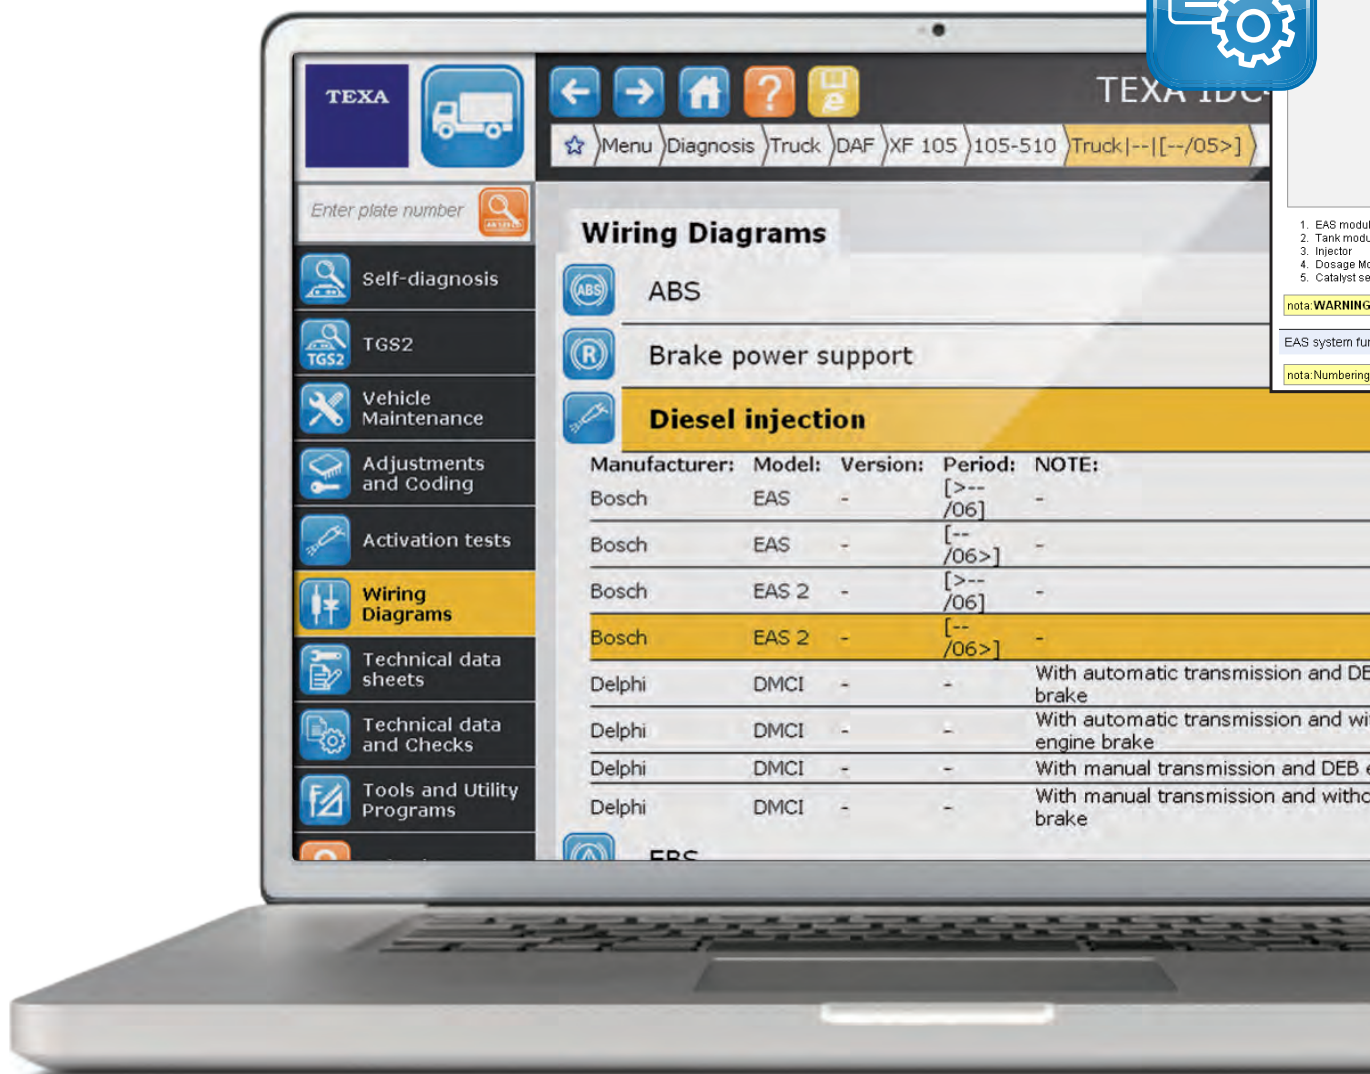 TEXA
TEXA IDC
Menu Diagnosis Truck DAF XF 105 105-510 Truck|--|[--/05>]
Enter plate number
Self-diagnosis
TGS2
TGS2
Vehicle
Maintenance
Adjustments
and Coding
Activation tests
Wiring
Diagrams
Technical data
sheets
Technical data
and Checks
Tools and Utility
Programs
Wiring Diagrams
ABS
ABS
R
Brake power support
Diesel injection
Manufacturer: Model: Version: Period: NOTE:
Bosch EAS - [>--
/06] -
Bosch EAS - [--
/06>] -
Bosch EAS 2 - [>--
/06] -
Bosch EAS 2 - [--
/06>] -
Delphi DMCI - - With automatic transmission and DE
brake
Delphi DMCI - - With automatic transmission and wi
engine brake
Delphi DMCI - - With manual transmission and DEB e
Delphi DMCI - - With manual transmission and witho
brake
EBS
1. EAS modul
2. Tank modu
3. Injector
4. Dosage Mo
5. Catalyst se
nota:WARNING
EAS system fun
nota:Numbering